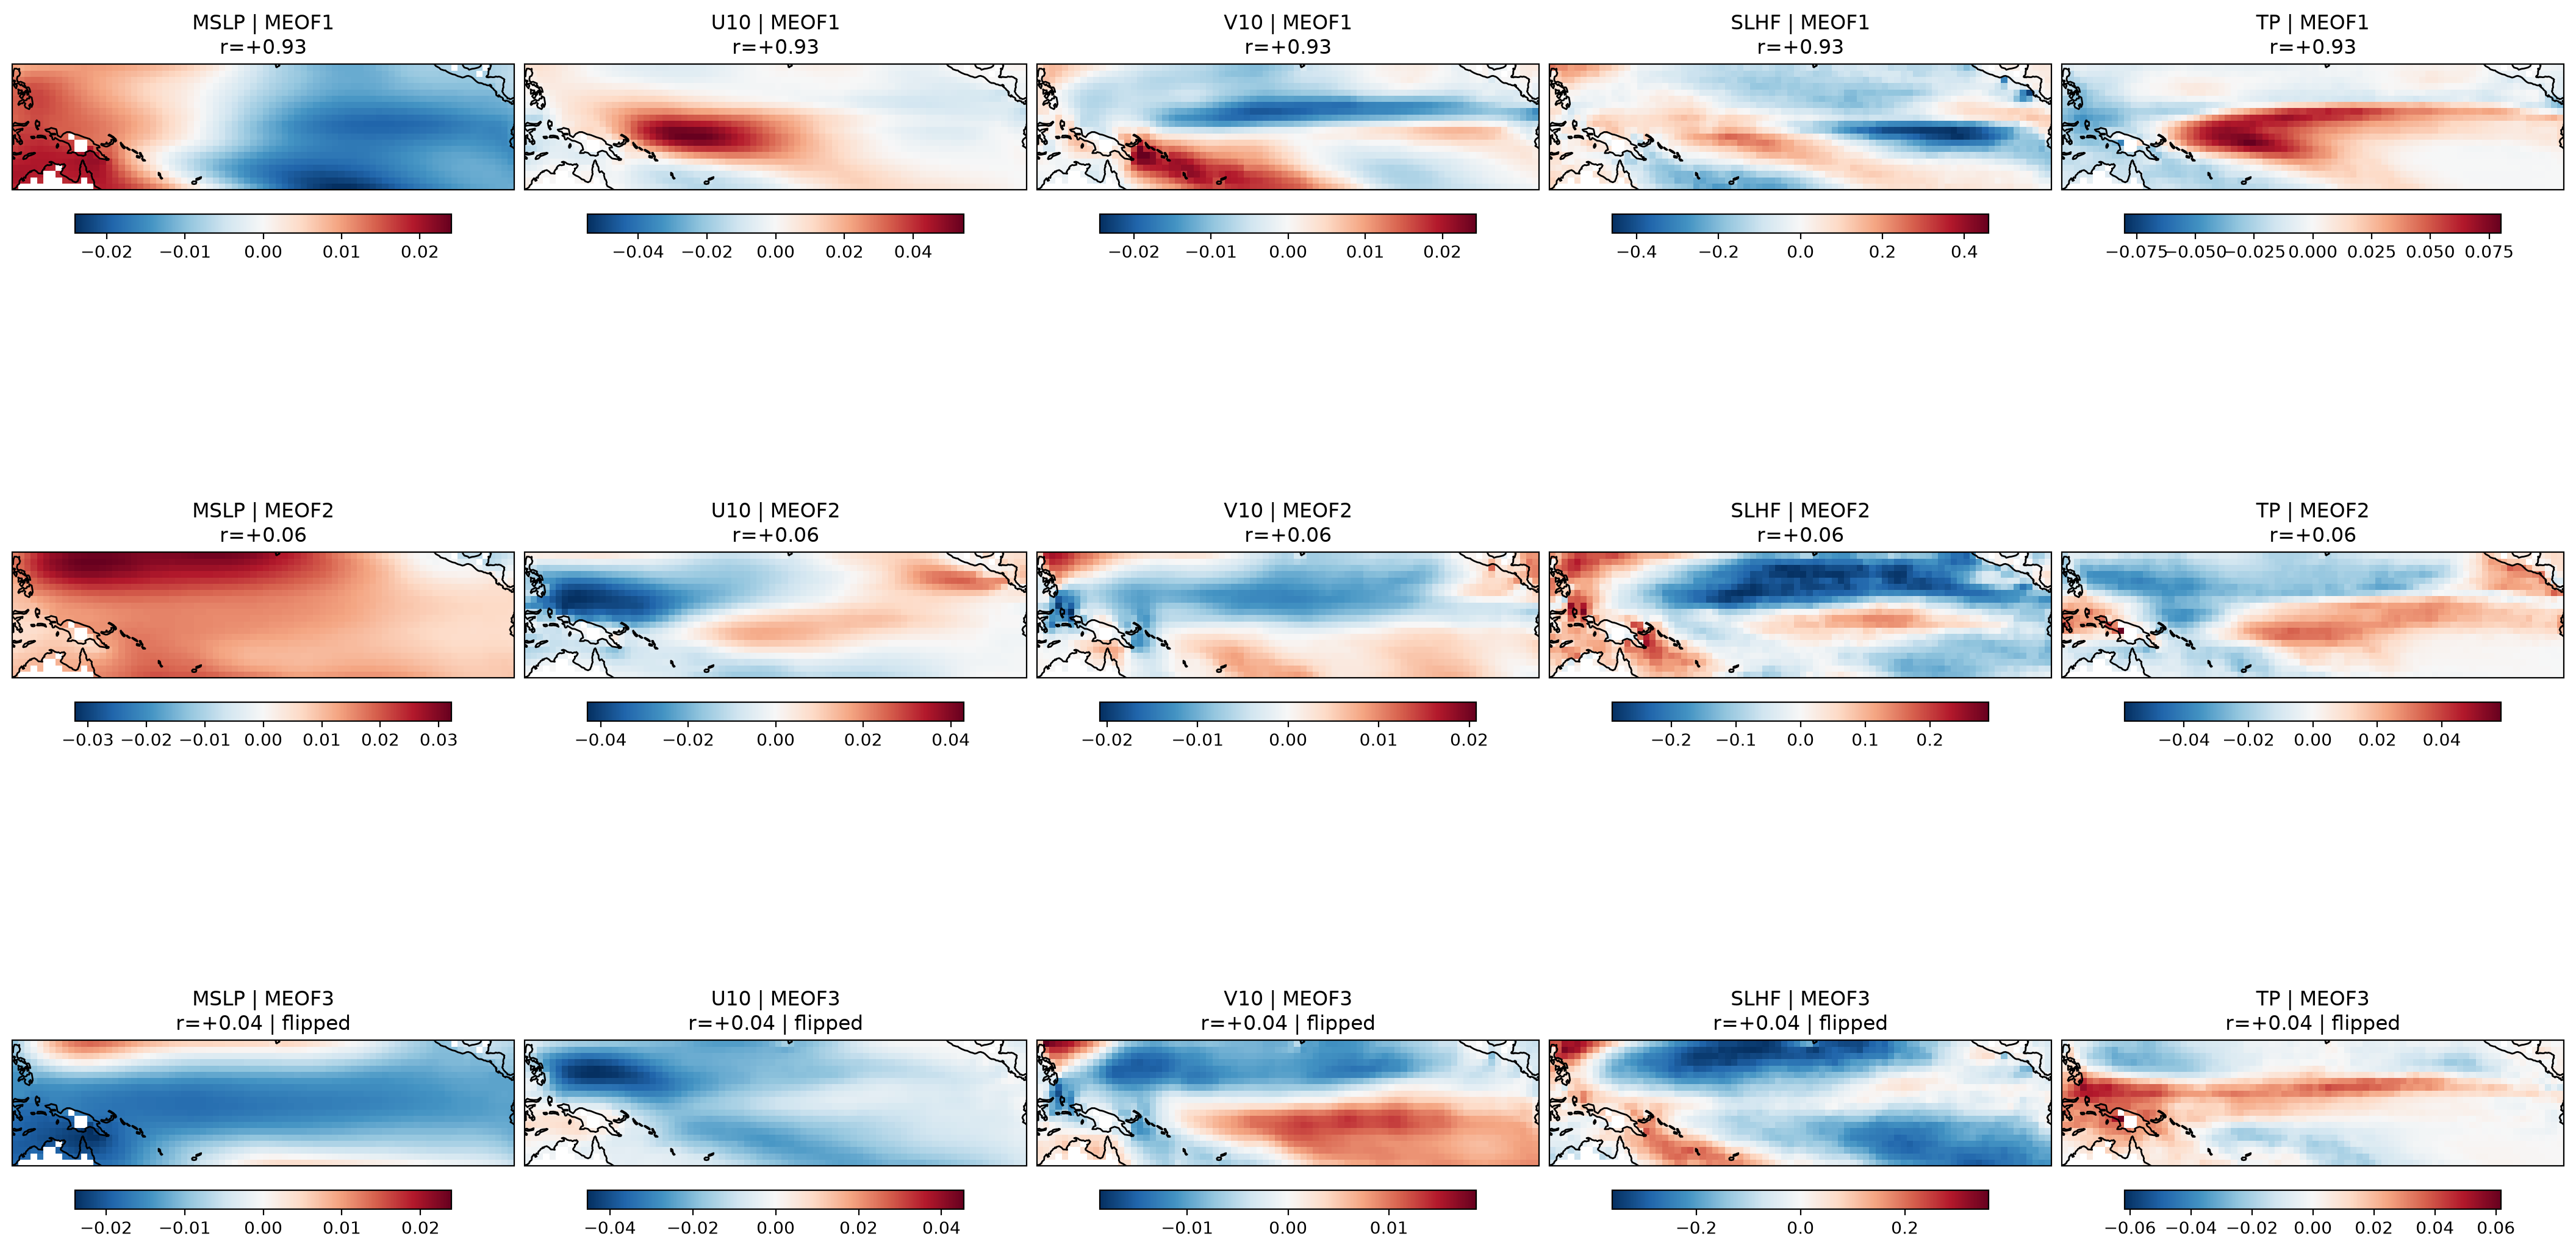 MSLP | MEOF1
r=+0.93
U10 | MEOF1
r=+0.93
V10 | MEOF1
r=+0.93
SLHF | MEOF1
r=+0.93
TP | MEOF1
r=+0.93
−0.02 −0.01 0.00 0.01 0.02
−0.04 −0.02 0.00 0.02 0.04
−0.02 −0.01 0.00 0.01 0.02
−0.4 −0.2 0.0 0.2 0.4
−0.075 −0.050 −0.025 0.000 0.025 0.050 0.075
MSLP | MEOF2
r=+0.06
U10 | MEOF2
r=+0.06
V10 | MEOF2
r=+0.06
SLHF | MEOF2
r=+0.06
TP | MEOF2
r=+0.06
−0.03 −0.02 −0.01 0.00 0.01 0.02 0.03
−0.04 −0.02 0.00 0.02 0.04
−0.02 −0.01 0.00 0.01 0.02
−0.2 −0.1 0.0 0.1 0.2
−0.04 −0.02 0.00 0.02 0.04
MSLP | MEOF3
r=+0.04 | flipped
U10 | MEOF3
r=+0.04 | flipped
V10 | MEOF3
r=+0.04 | flipped
SLHF | MEOF3
r=+0.04 | flipped
TP | MEOF3
r=+0.04 | flipped
−0.02 −0.01 0.00 0.01 0.02
−0.04 −0.02 0.00 0.02 0.04
−0.01 0.00 0.01
−0.2 0.0 0.2
−0.06 −0.04 −0.02 0.00 0.02 0.04 0.06